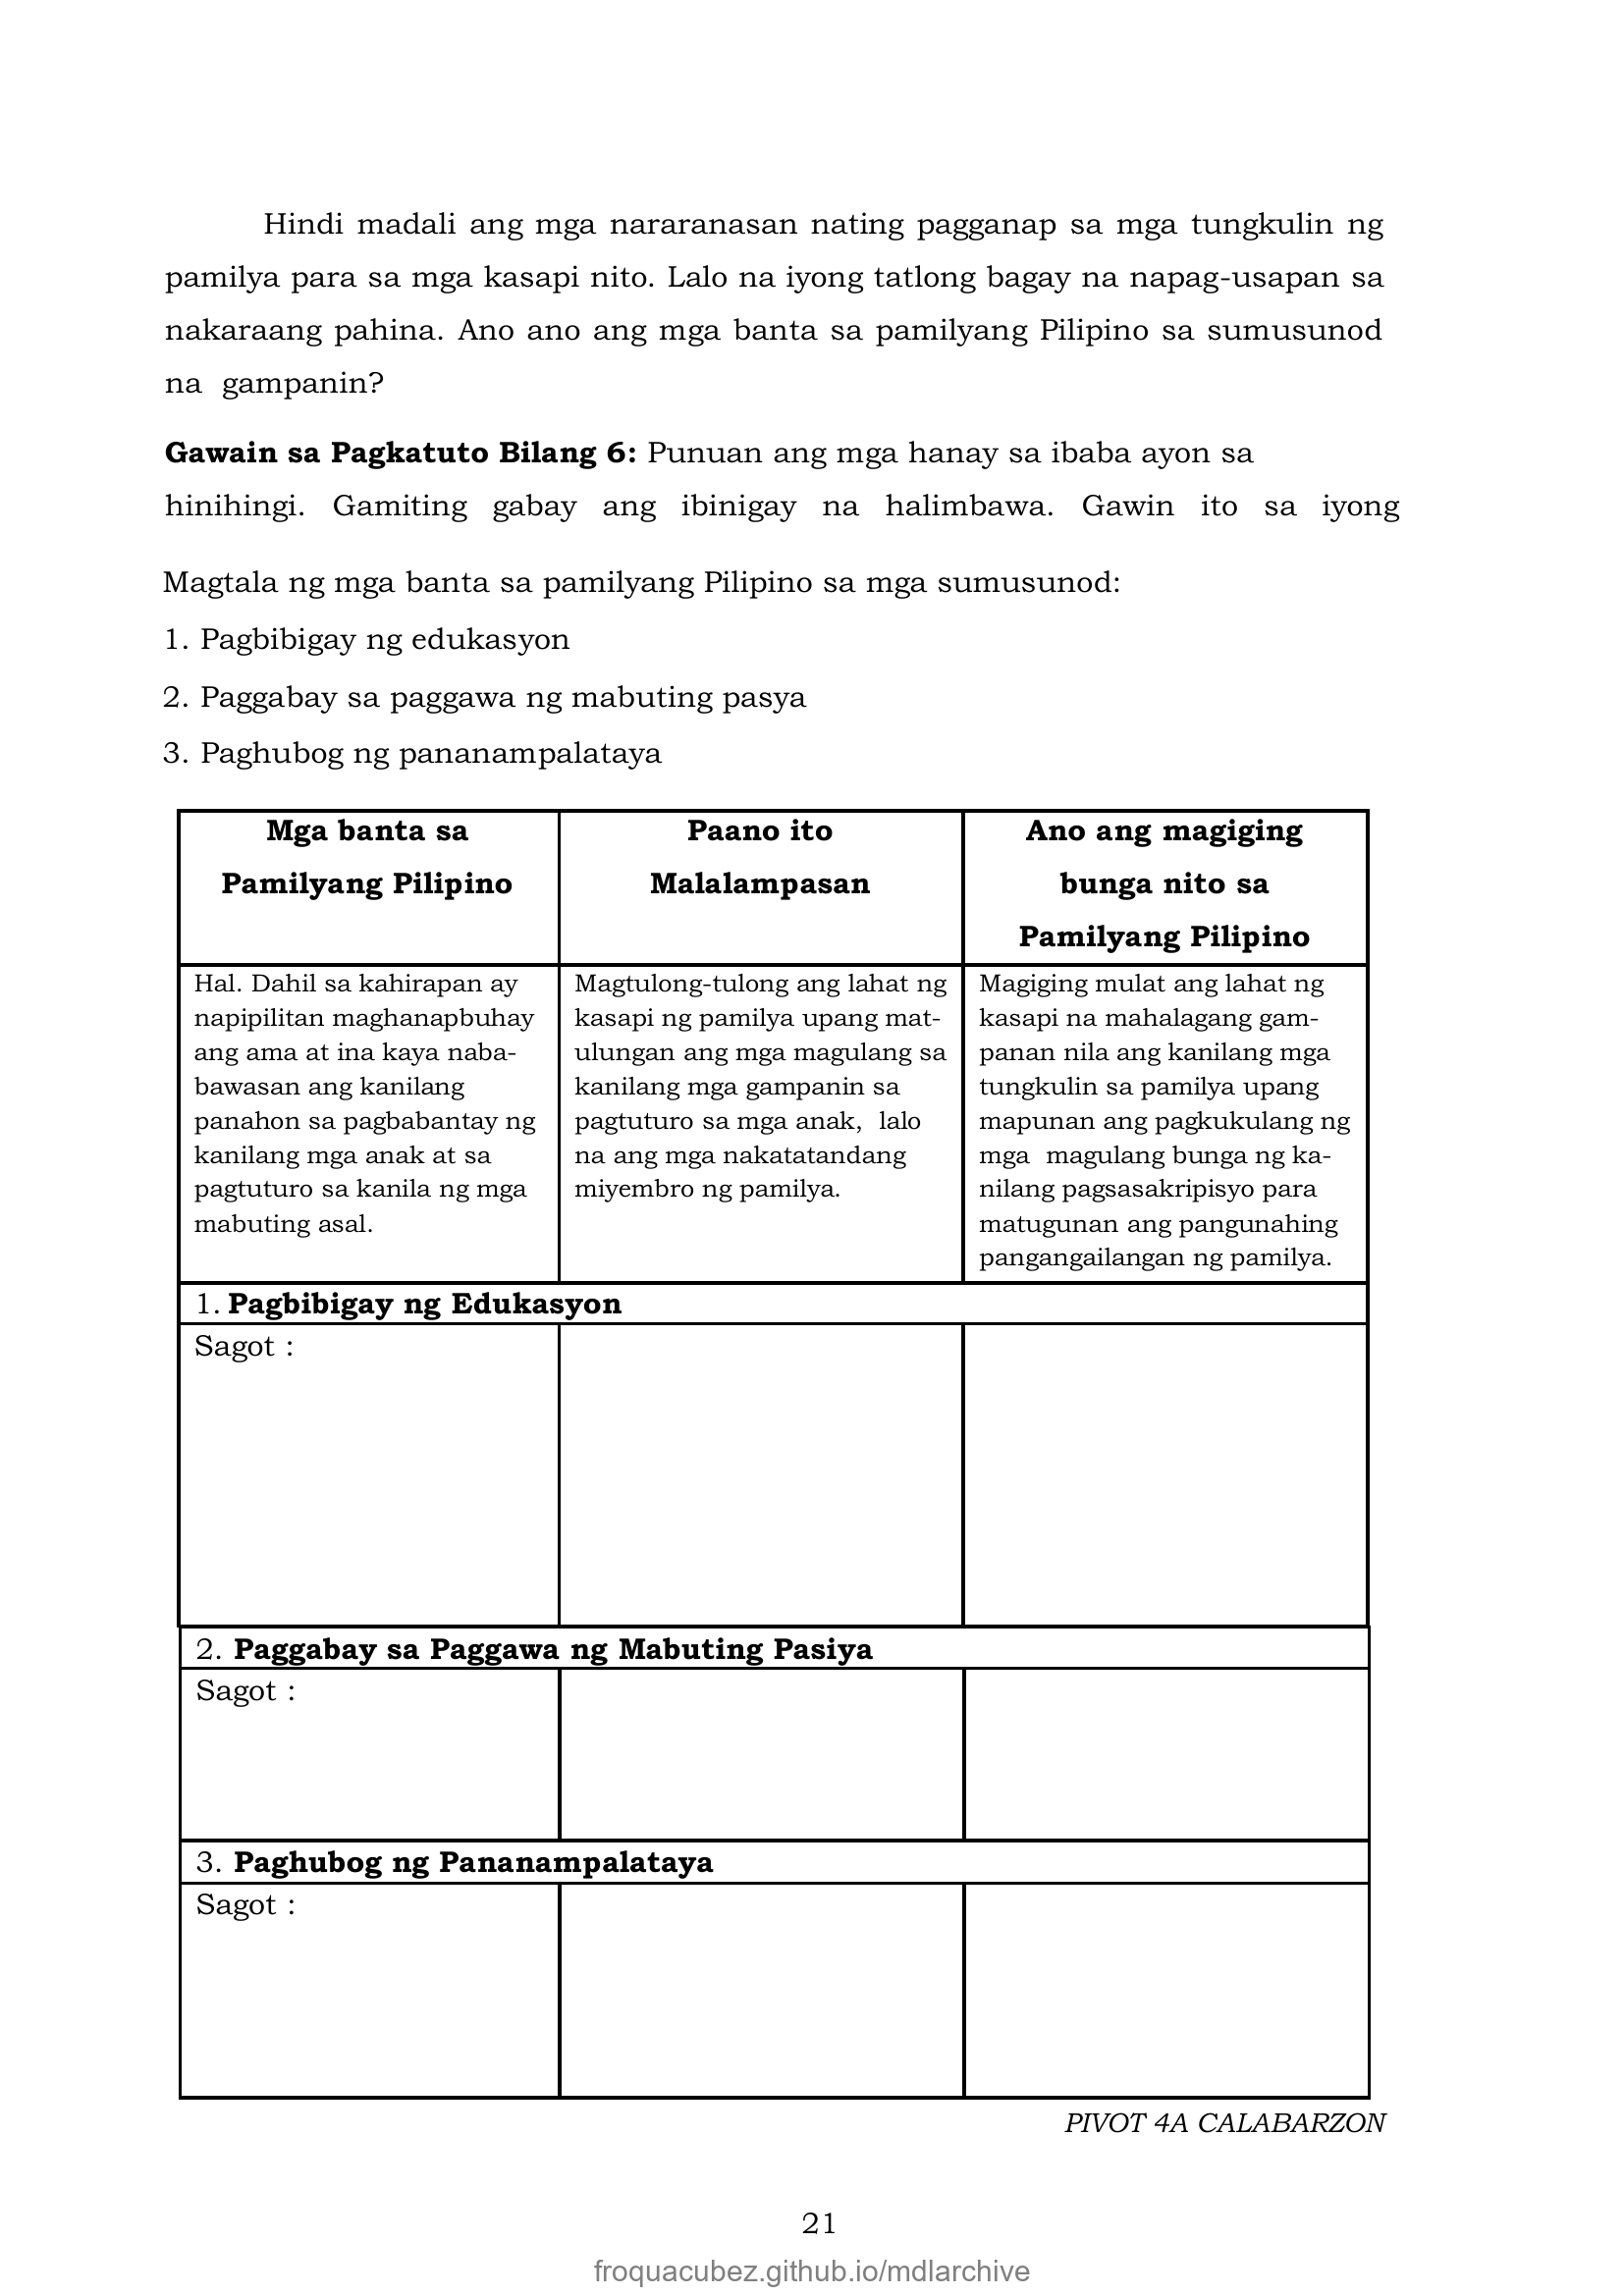 Hindi madali ang mga nararanasan nating pagganap sa mga tungkulin ng
pamilya para sa mga kasapi nito. Lalo na iyong tatlong bagay na napag-usapan sa
nakaraang pahina. Ano ano ang mga banta sa pamilyang Pilipino sa sumusunod
na gampanin?
Gawain sa Pagkatuto Bilang 6: Punuan ang mga hanay sa ibaba ayon sa
hinihingi. Gamiting gabay ang ibinigay na halimbawa. Gawin ito sa iyong
Magtala ng mga banta sa pamilyang Pilipino sa mga sumusunod:
1. Pagbibigay ng edukasyon
2. Paggabay sa paggawa ng mabuting pasya
3. Paghubog ng pananampalataya
Mga banta sa
Pamilyang Pilipino
Paano ito
Malalampasan
Ano ang magiging
bunga nito sa
Pamilyang Pilipino
Hal. Dahil sa kahirapan ay
napipilitan maghanapbuhay
ang ama at ina kaya naba-
bawasan ang kanilang
panahon sa pagbabantay ng
kanilang mga anak at sa
pagtuturo sa kanila ng mga
mabuting asal.
Magtulong-tulong ang lahat ng
kasapi ng pamilya upang mat-
ulungan ang mga magulang sa
kanilang mga gampanin sa
pagtuturo sa mga anak, lalo
na ang mga nakatatandang
miyembro ng pamilya.
Magiging mulat ang lahat ng
kasapi na mahalagang gam-
panan nila ang kanilang mga
tungkulin sa pamilya upang
mapunan ang pagkukulang ng
mga magulang bunga ng ka-
nilang pagsasakripisyo para
matugunan ang pangunahing
pangangailangan ng pamilya.
1. Pagbibigay ng Edukasyon
Sagot :
2. Paggabay sa Paggawa ng Mabuting Pasiya
Sagot :
3. Paghubog ng Pananampalataya
Sagot :
PIVOT 4A CALABARZON
21
froquacubez.github.io/mdlarchive